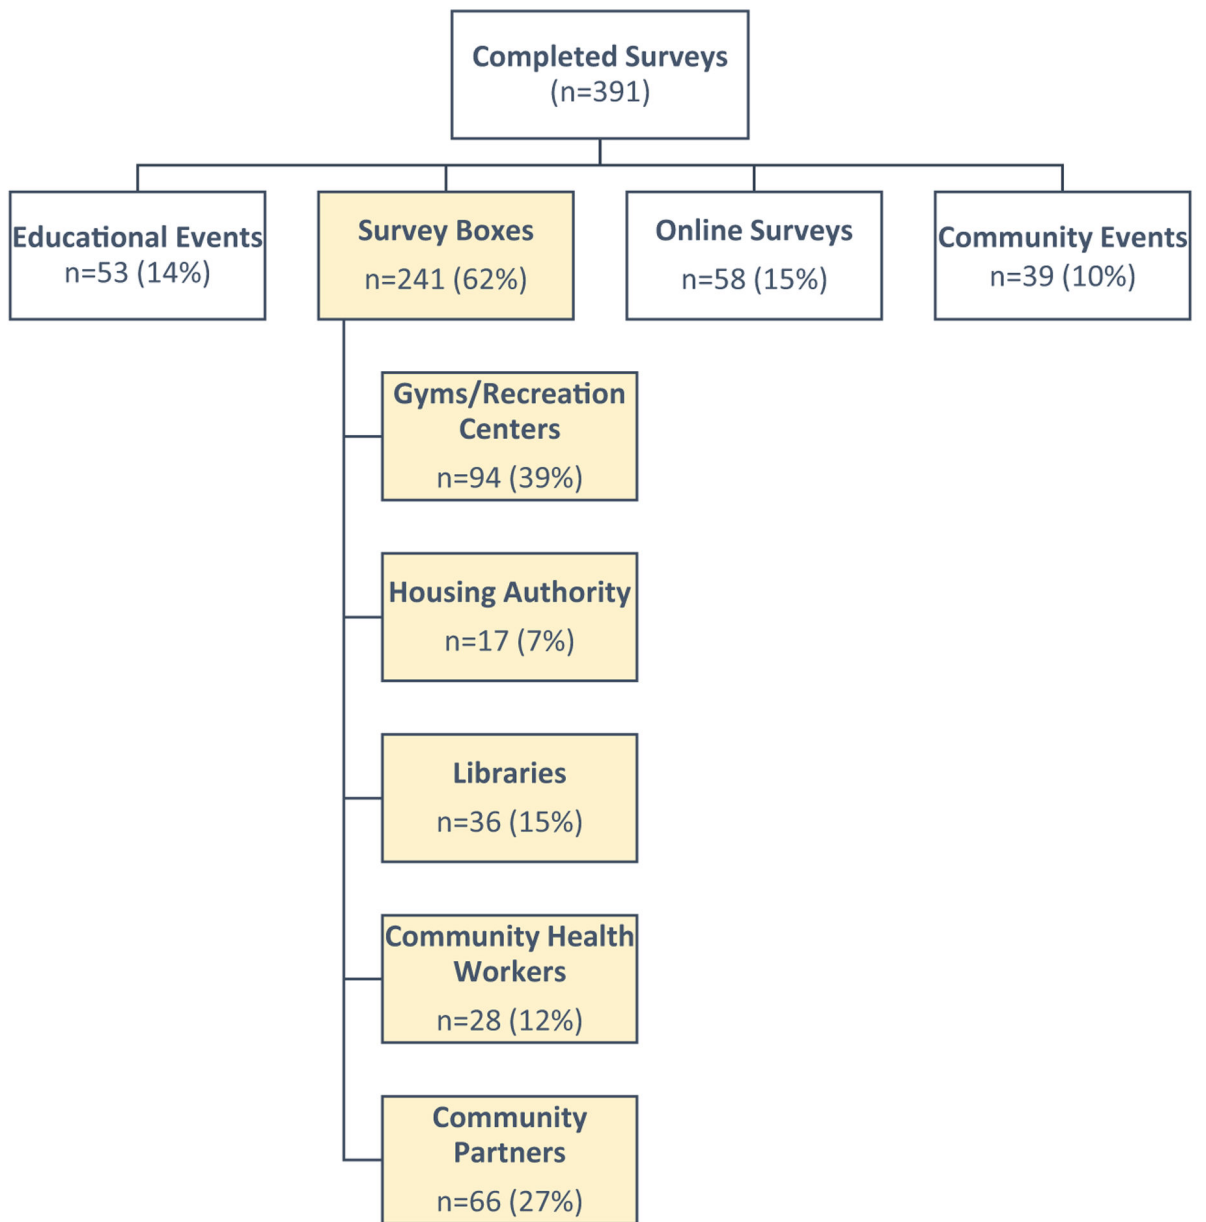 Completed Surveys
(n=391)
Educational Events
n=53 (14%)
Survey Boxes
n=241 (62%)
Online Surveys
n=58 (15%)
Community Events
n=39 (10%)
Gyms/Recreation
Centers
n=94 (39%)
Housing Authority
n=17 (7%)
Libraries
n=36 (15%)
Community Health
Workers
n=28 (12%)
Community
Partners
n=66 (27%)